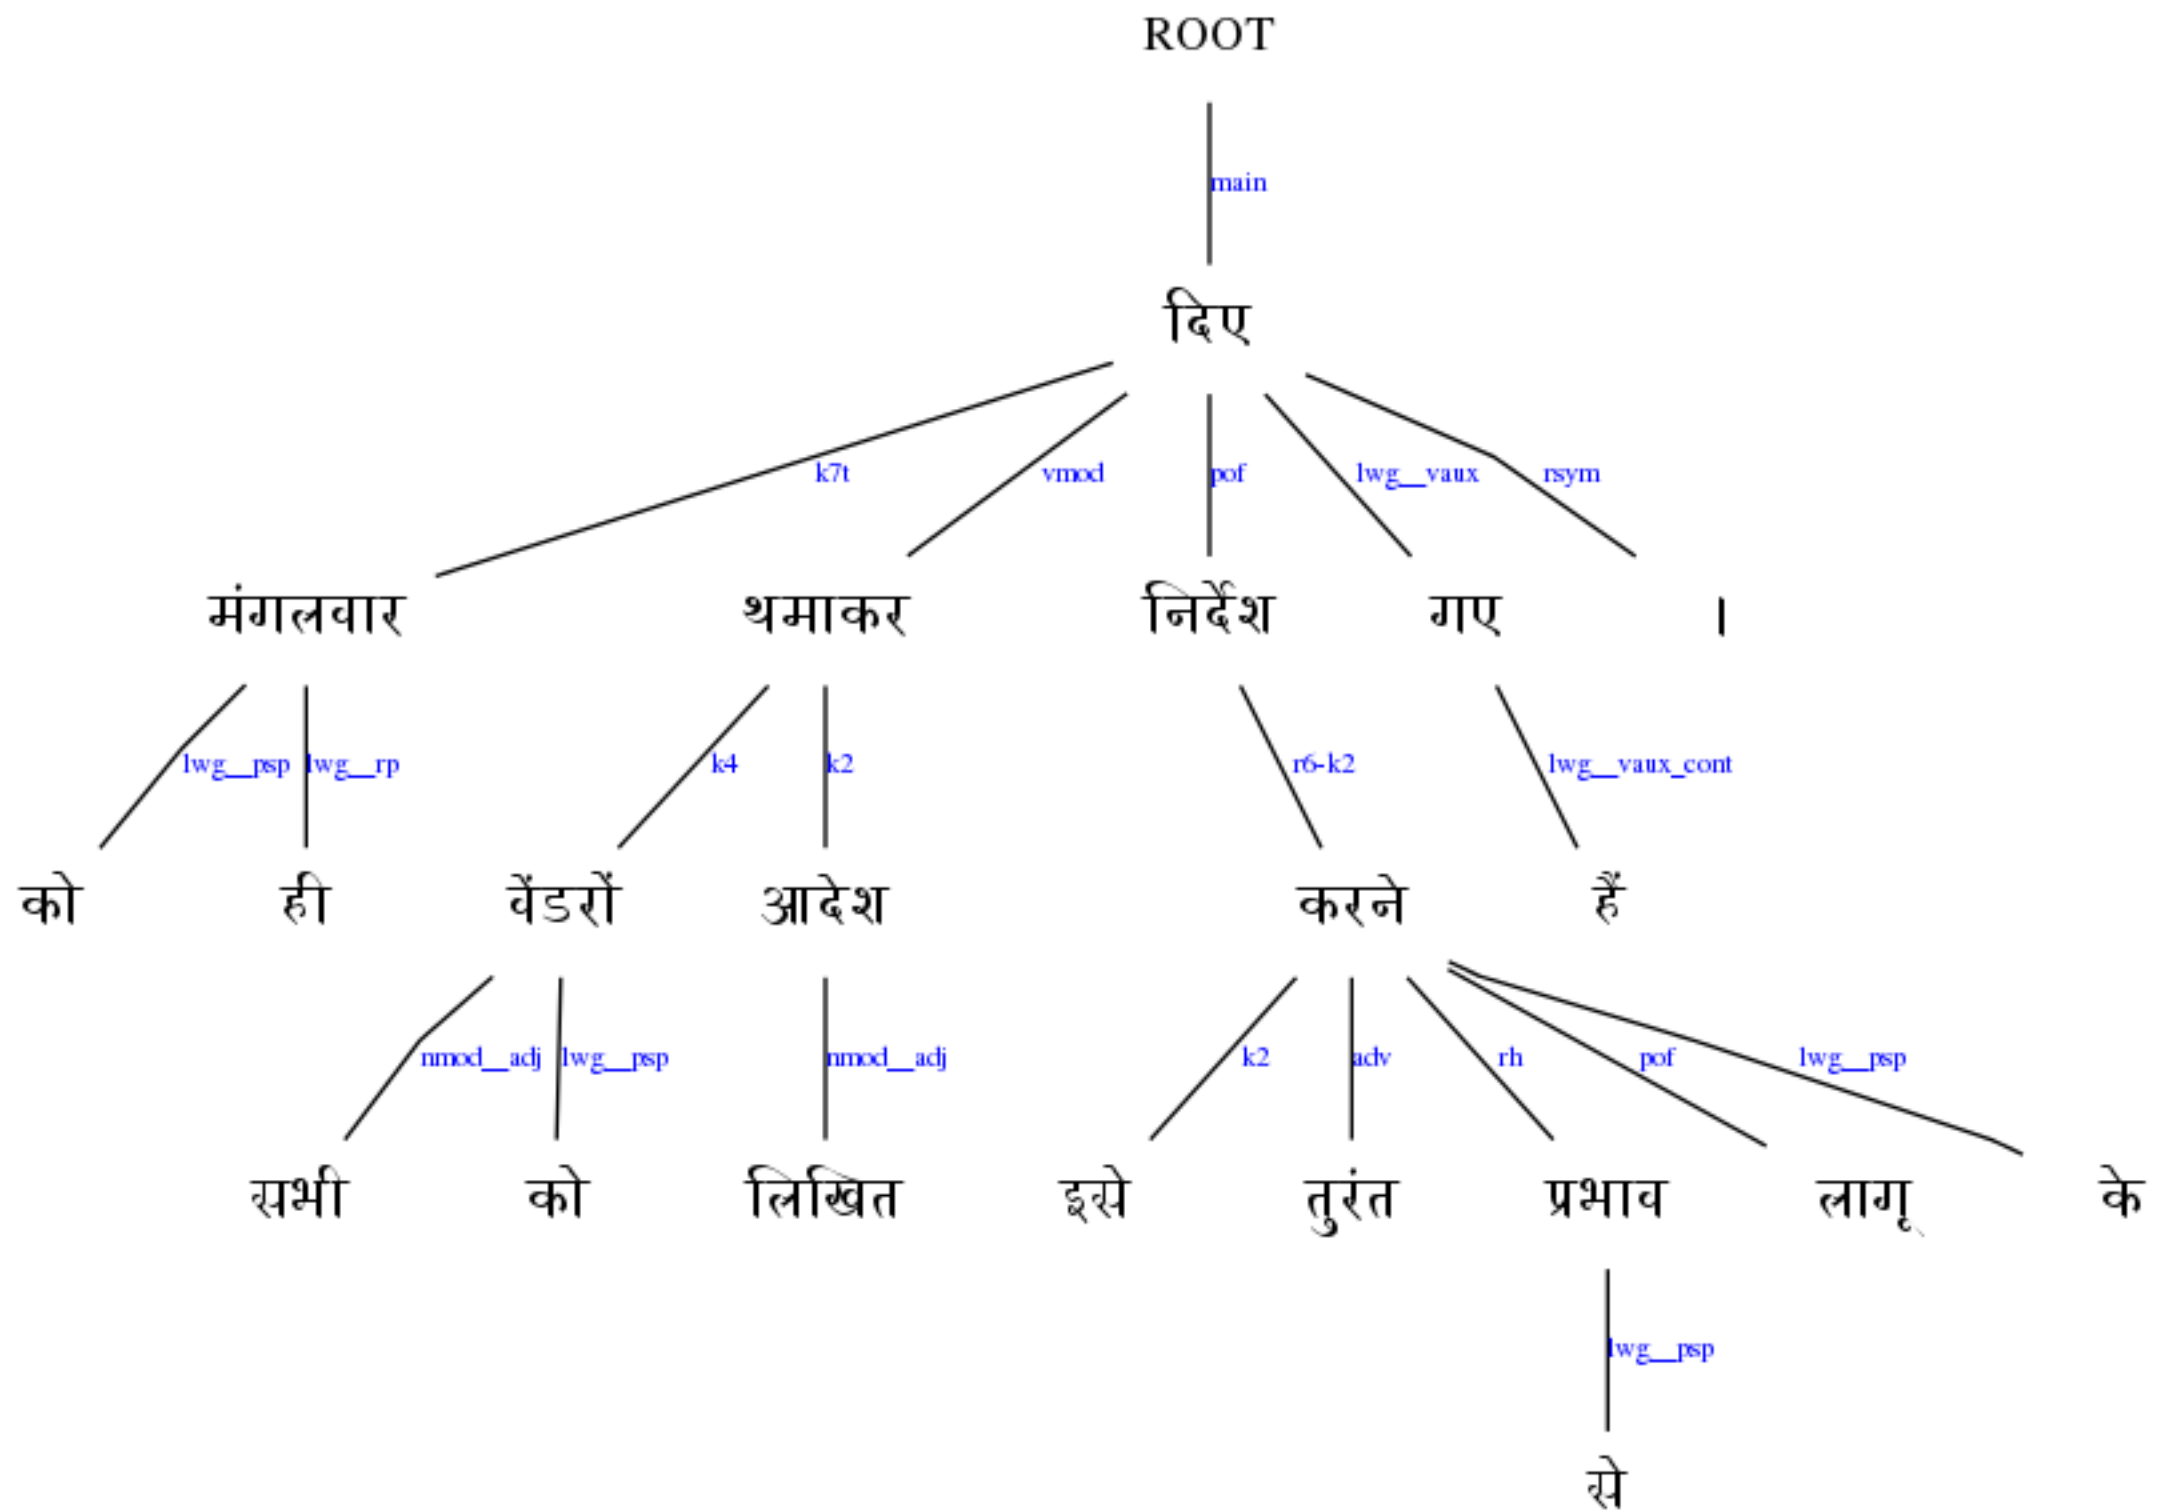 ROOT
main
दिए
k7t vmod pof lwg__vaux rsym
मंगलवार थमाकर निर्देश गए ।
lwg__psp lwg__rp k4 k2 r6-k2 lwg__vaux_cont
को ही वेंडरों आदेश करने हैं
nmod__adj lwg__psp nmod__adj k2 adv rh pof lwg__psp
सभी को लिखित इसे तुरंत प्रभाव लागू के
lwg__psp
से